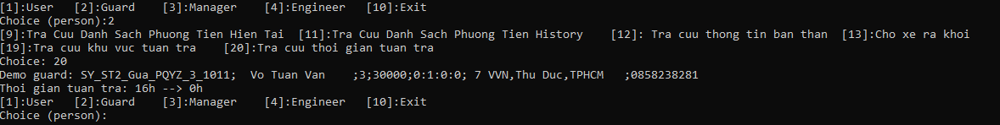 [1]:User   [2]:Guard    [3]:Manager    [4]:Engineer   [10]:Exit
Choice (person):2
[9]:Tra Cuu Danh Sach Phuong Tien Hien Tai  [11]:Tra Cuu Danh Sach Phuong Tien History    [12]: Tra cuu thong tin ban than  [13]:Cho xe ra khoi
[19]:Tra cuu khu vuc tuan tra    [20]:Tra cuu thoi gian tuan tra
Choice: 20
Demo guard: SY_ST2_Gua_PQYZ_3_1011;  Vo Tuan Van    ;3;30000;0:1:0:0; 7 VVN,Thu Duc,TPHCM   ;0858238281
Thoi gian tuan tra: 16h --> 0h
[1]:User   [2]:Guard    [3]:Manager    [4]:Engineer   [10]:Exit
Choice (person):